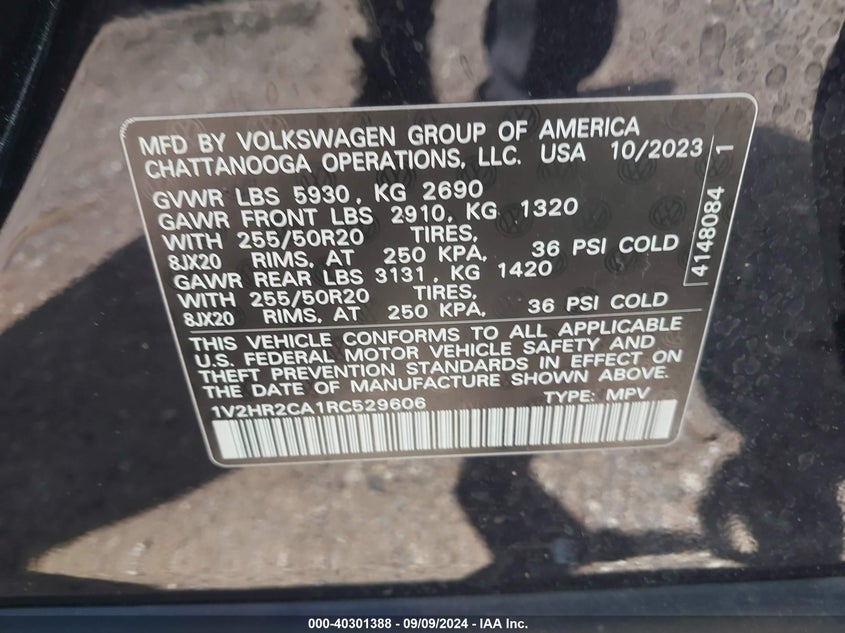 MFD BY VOLKSWAGEN GROUP OF AMERICA
CHATTANOOGA OPERATIONS, LLC. USA 10/2023
GVWR LBS 5930, KG 2690
GAWR FRONT LBS 2910, KG 1320
WITH 255/50R20 TIRES,
8JX20 RIMS, AT 250 KPA, 36 PSI COLD
GAWR REAR LBS 3131, KG 1420
WITH 255/50R20 TIRES,
8JX20 RIMS, AT 250 KPA, 36 PSI COLD
4148084 1
THIS VEHICLE CONFORMS TO ALL APPLICABLE
U.S. FEDERAL MOTOR VEHICLE SAFETY AND
THEFT PREVENTION STANDARDS IN EFFECT ON
THE DATE OF MANUFACTURE SHOWN ABOVE.
1V2HR2CA1RC529606 TYPE: MPV
000-40301388 - 09/09/2024 - IAA Inc.